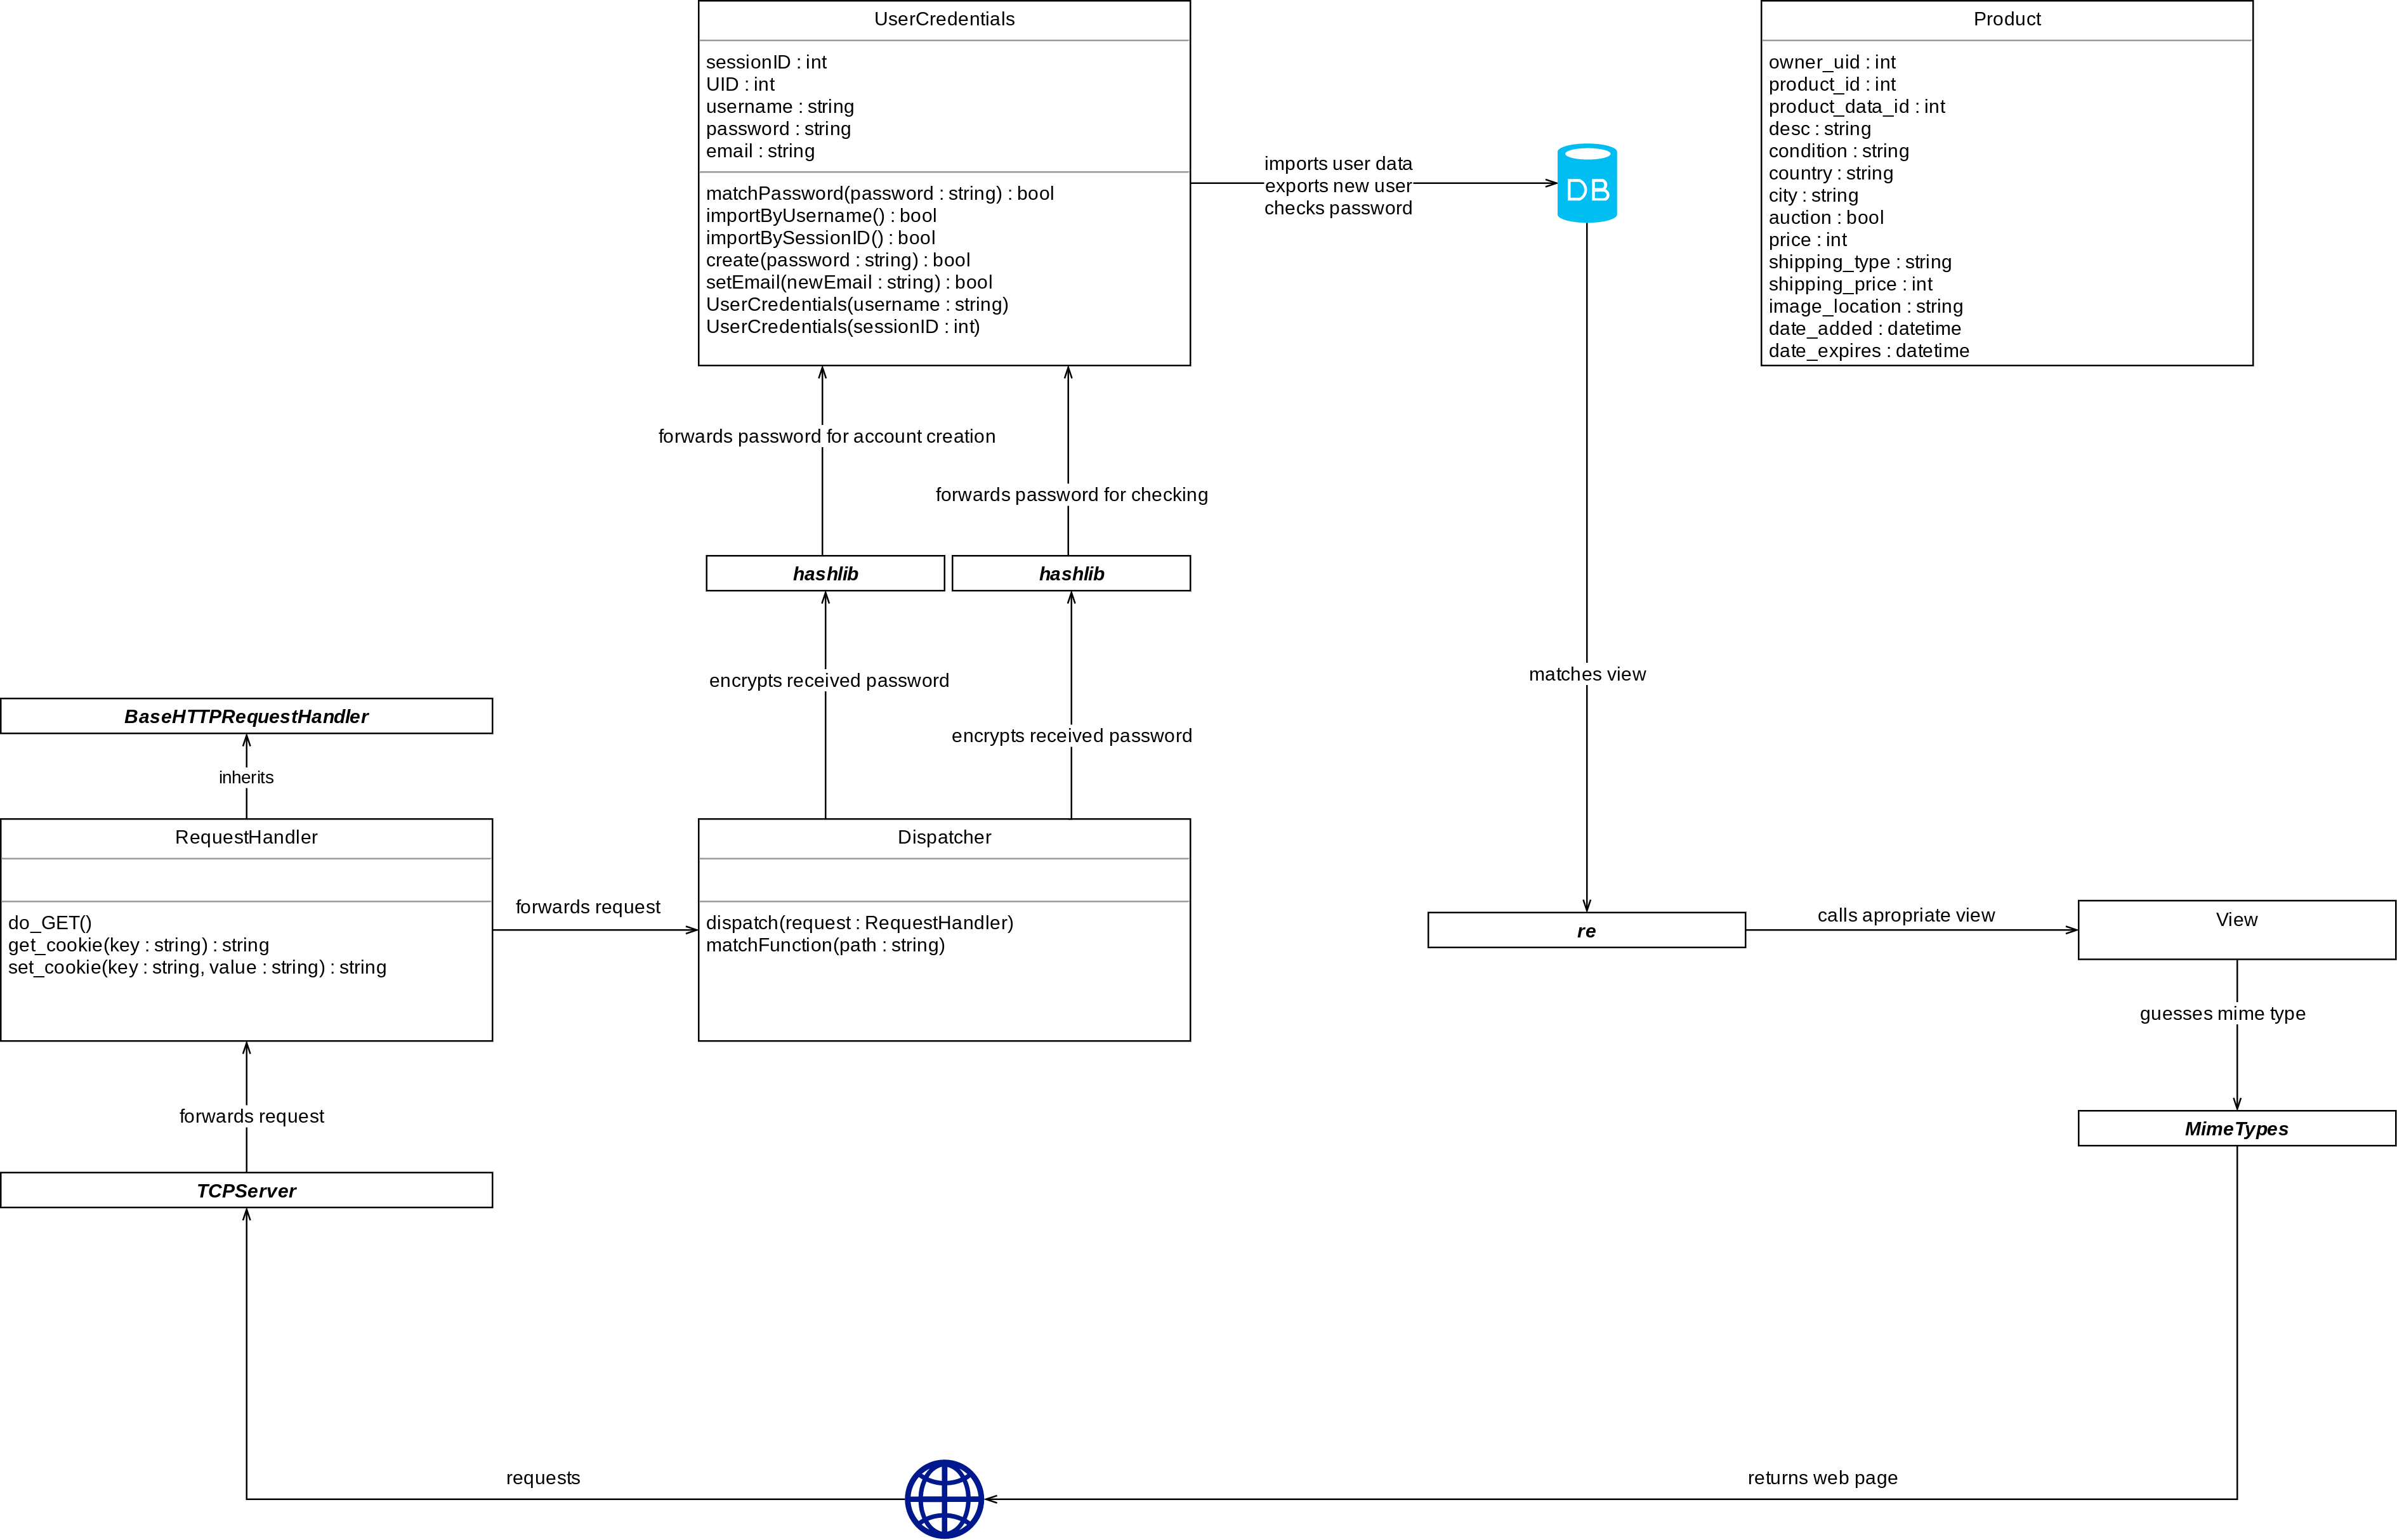 UserCredentials
sessionID : int
UID : int
username : string
password : string
email : string
matchPassword(password : string) : bool
importByUsername() : bool
importBySessionID() : bool
create(password : string) : bool
setEmail(newEmail : string) : bool
UserCredentials(username : string)
UserCredentials(sessionID : int)
imports user data
exports new user
checks password
DB
Product
owner_uid : int
product_id : int
product_data_id : int
desc : string
condition : string
country : string
city : string
auction : bool
price : int
shipping_type : string
shipping_price : int
image_location : string
date_added : datetime
date_expires : datetime
forwards password for account creation
forwards password for checking
hashlib
hashlib
encrypts received password
encrypts received password
matches view
BaseHTTPRequestHandler
inherits
RequestHandler
do_GET()
get_cookie(key : string) : string
set_cookie(key : string, value : string) : string
forwards request
Dispatcher
dispatch(request : RequestHandler)
matchFunction(path : string)
re
calls apropriate view
View
guesses mime type
MimeTypes
forwards request
TCPServer
requests
returns web page